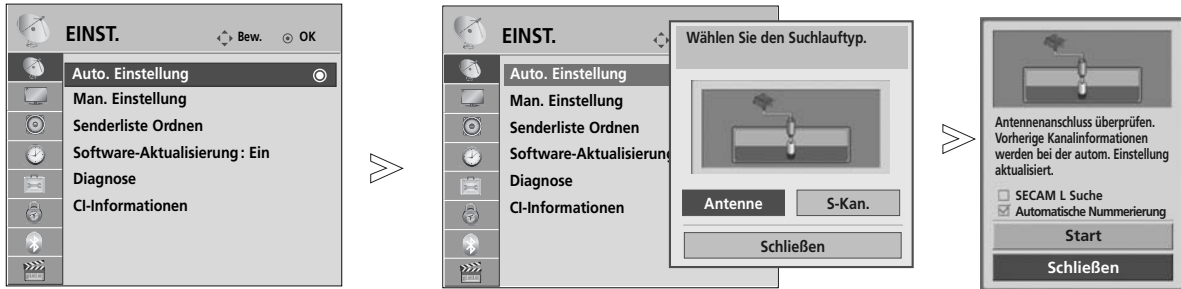 EINST.
Bew.
OK
Auto. Einstellung
Man. Einstellung
Senderliste Ordnen
Software-Aktualisierung : Ein
Diagnose
CI-Informationen
EINST.
Auto. Einstellung
Man. Einstellung
Senderliste Ordnen
Software-Aktualisierung
Diagnose
CI-Informationen
Wählen Sie den Suchlauftyp.
Antenne
S-Kan.
Schließen
Antennenanschluss überprüfen.
Vorherige Kanalinformationen
werden bei der autom. Einstellung
aktualisiert.
SECAM L Suche
Automatische Nummerierung
Start
Schließen